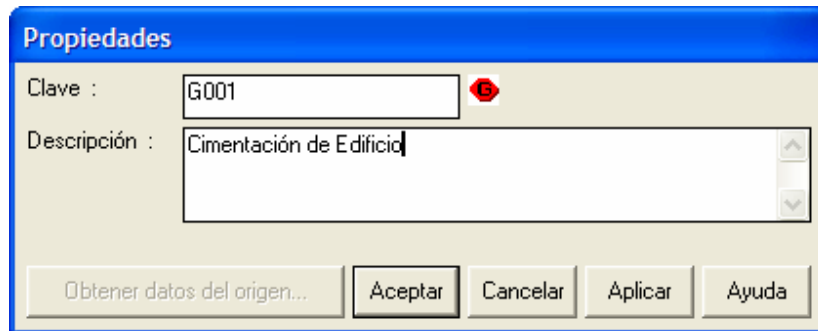 Propiedades
Clave : G001 G
Descripción : Cimentación de Edificio
Obtener datos del origen... Aceptar Cancelar Aplicar Ayuda